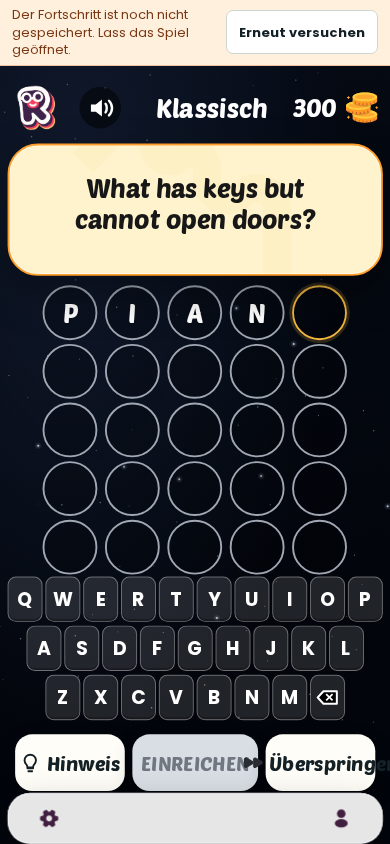 Der Fortschritt ist noch nicht
gespeichert. Lass das Spiel
geöffnet.
Erneut versuchen
R
Klassisch
300
What has keys but
cannot open doors?
P I A N
Q W E R T Y U I O P
A S D F G H J K L
Z X C V B N M
Hinweis
EINREICHEN
Überspringe